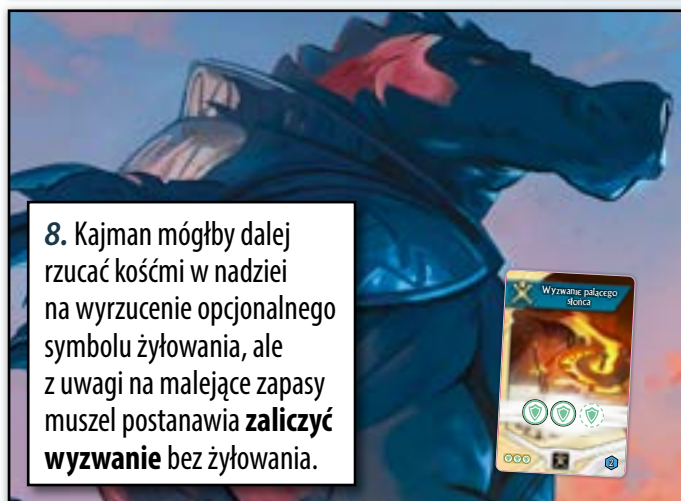 8. Kajman mógłby dalej
rzucać kośćmi w nadziei
na wyrzucenie opcjonalnego
symbolu żyłowania, ale
z uwagi na malejące zapasy
muszel postanawia zaliczyć
wyzwanie bez żyłowania.
Wyzwanie palącego
słońca
2